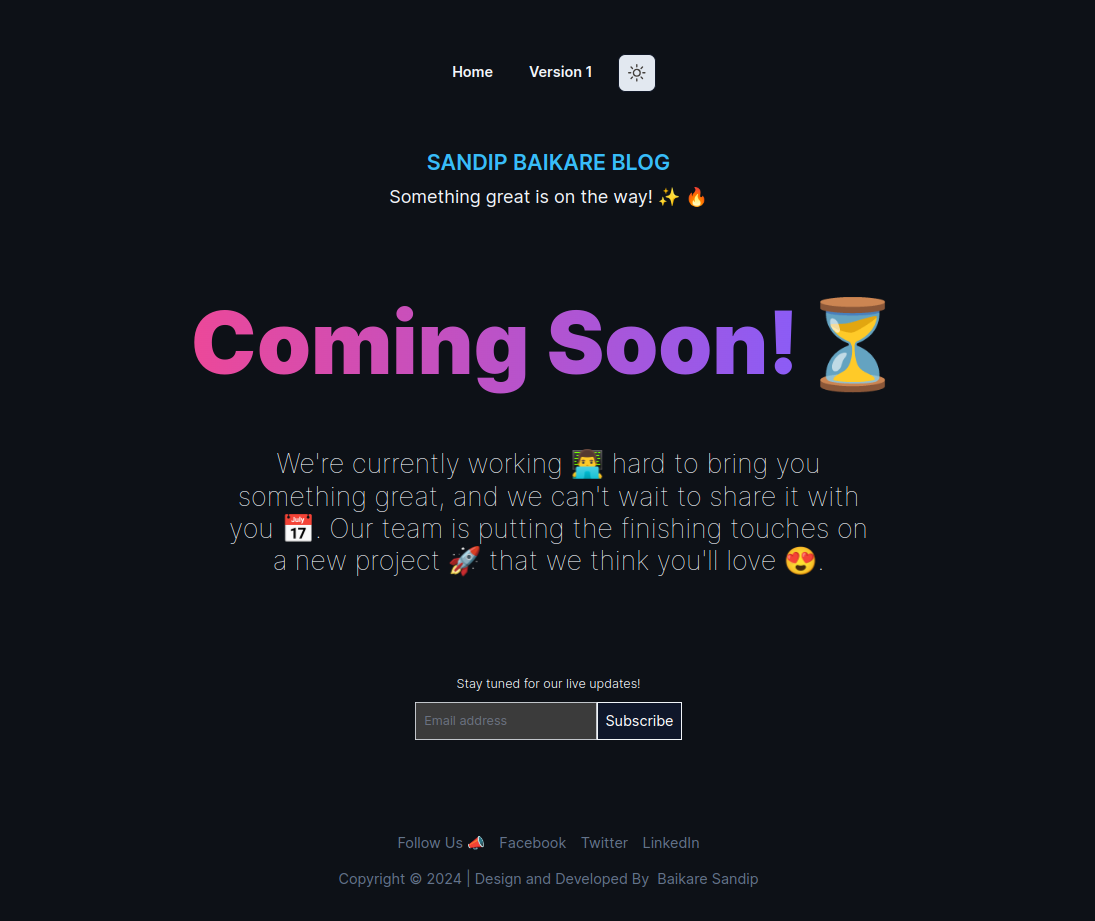 Home Version 1
SANDIP BAIKARE BLOG
Something great is on the way! ✨ 🔥
Coming Soon! ⏳
We're currently working 👨‍💻 hard to bring you
something great, and we can't wait to share it with
you 📅. Our team is putting the finishing touches on
a new project 🚀 that we think you'll love 😍.
Stay tuned for our live updates!
Email address Subscribe
Follow Us 📣 Facebook Twitter LinkedIn
Copyright © 2024 | Design and Developed By Baikare Sandip